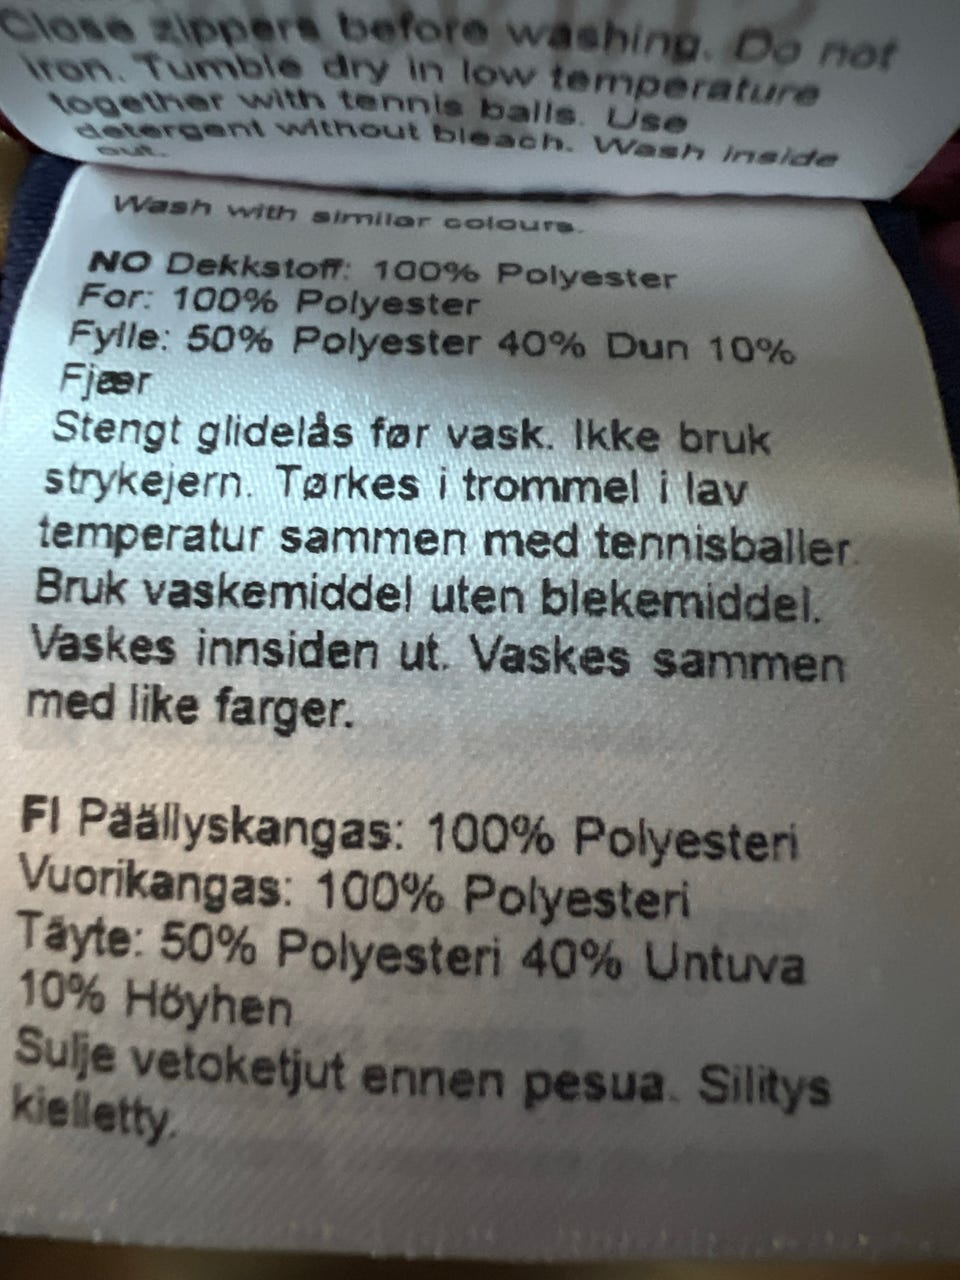 Close zippers before washing. Do not
iron. Tumble dry in low temperature
together with tennis balls. Use
detergent without bleach. Wash inside
out.
Wash with similar colours.
NO Dekkstoff: 100% Polyester
For: 100% Polyester
Fylle: 50% Polyester 40% Dun 10%
Fjær
Stengt glidelås før vask. Ikke bruk
strykejern. Tørkes i trommel i lav
temperatur sammen med tennisballer.
Bruk vaskemiddel uten blekemiddel.
Vaskes innsiden ut. Vaskes sammen
med like farger.
FI Päällyskangas: 100% Polyesteri
Vuorikangas: 100% Polyesteri
Täyte: 50% Polyesteri 40% Untuva
10% Höyhen
Sulje vetoketjut ennen pesua. Silitys
kielletty.